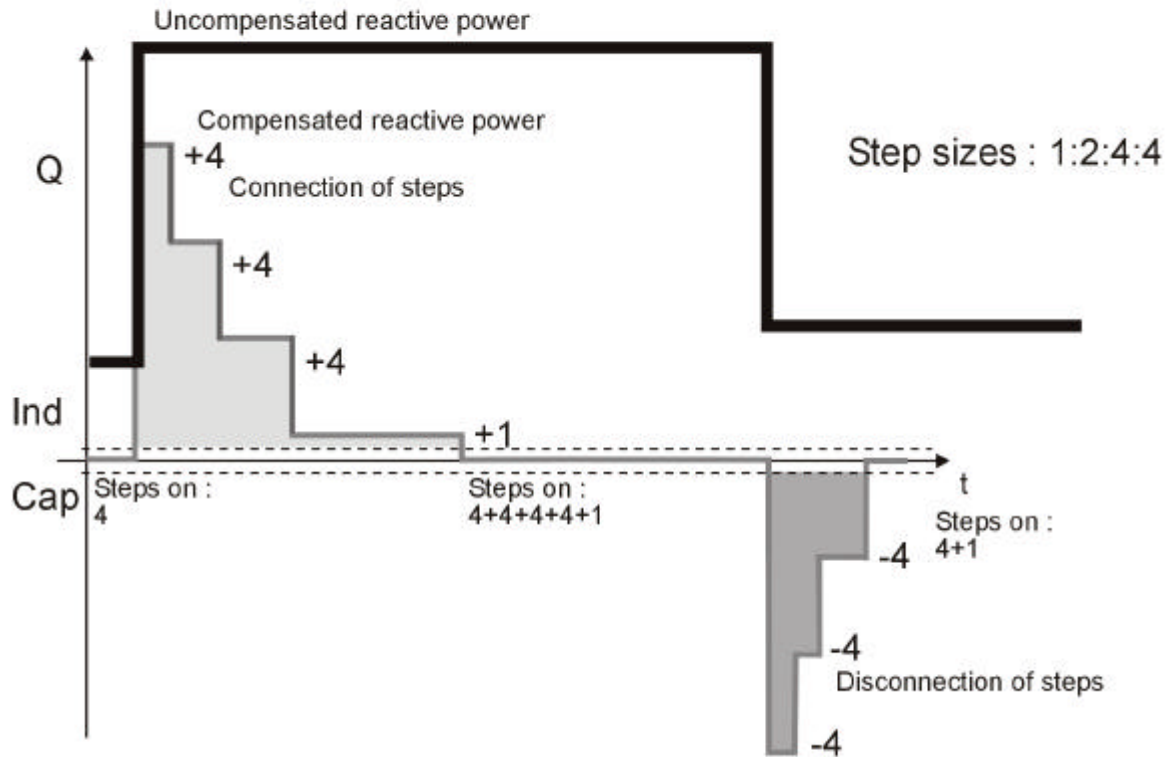 Uncompensated reactive power
Compensated reactive power
Q
+4
Step sizes : 1:2:4:4
Connection of steps
+4
+4
Ind
+1
Cap
Steps on :
4
Steps on :
4+4+4+4+1
t
Steps on :
4+1
-4
-4
Disconnection of steps
-4